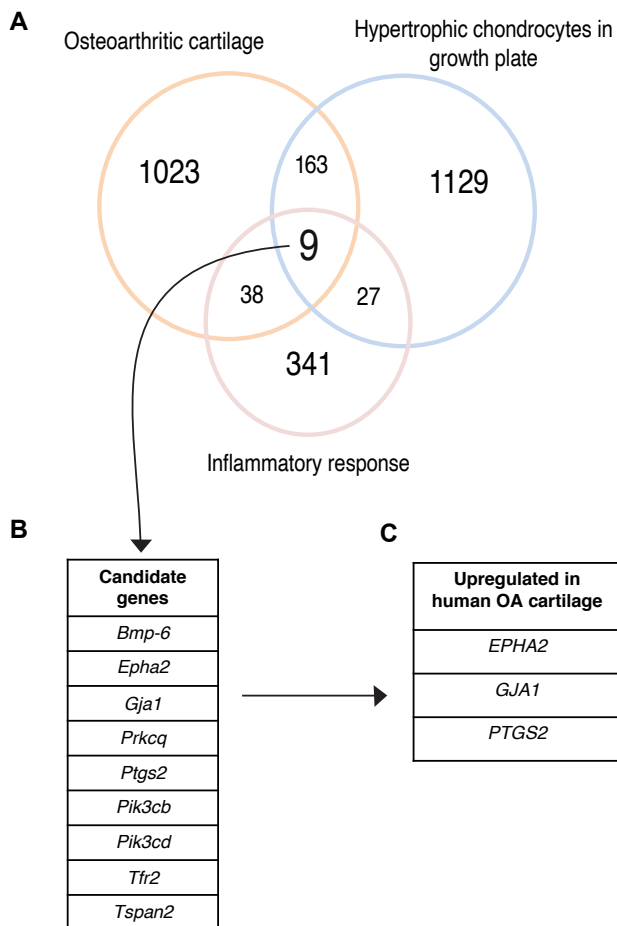 A
Osteoarthritic cartilage
Hypertrophic chondrocytes in
growth plate
1023
163
1129
9
38
27
341
Inflammatory response
B
Candidate
genes
Bmp-6
Epha2
Gja1
Prkcq
Ptgs2
Pik3cb
Pik3cd
Tfr2
Tspan2
C
Upregulated in
human OA cartilage
EPHA2
GJA1
PTGS2